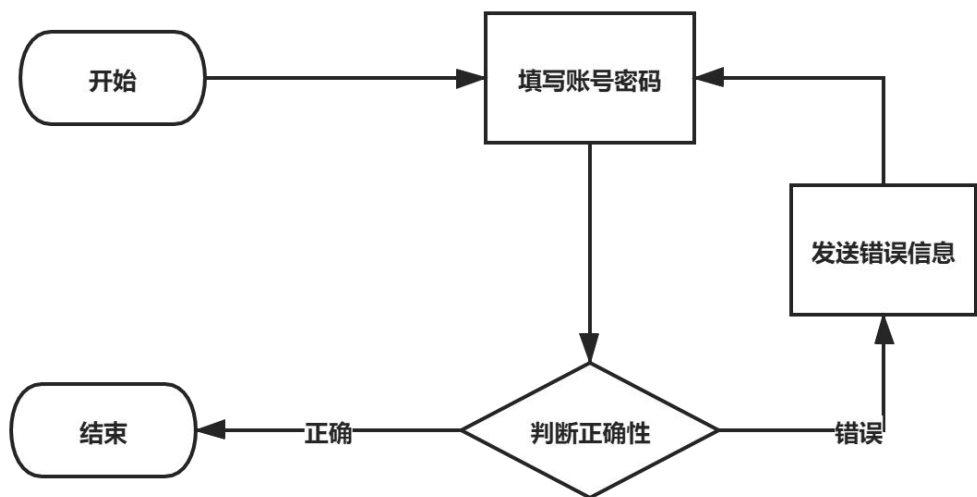 开始
填写账号密码
发送错误信息
结束
正确
判断正确性
错误